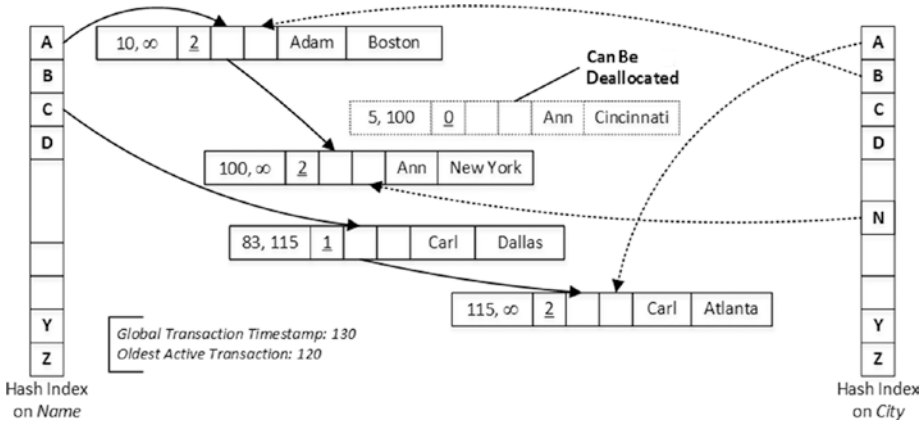 A
B
C
D
Y
Z
Hash Index
on Name
10, ∞ 2 Adam Boston
Can Be
Deallocated
5, 100 0 Ann Cincinnati
100, ∞ 2 Ann New York
83, 115 1 Carl Dallas
115, ∞ 2 Carl Atlanta
Global Transaction Timestamp: 130
Oldest Active Transaction: 120
A
B
C
D
N
Y
Z
Hash Index
on City